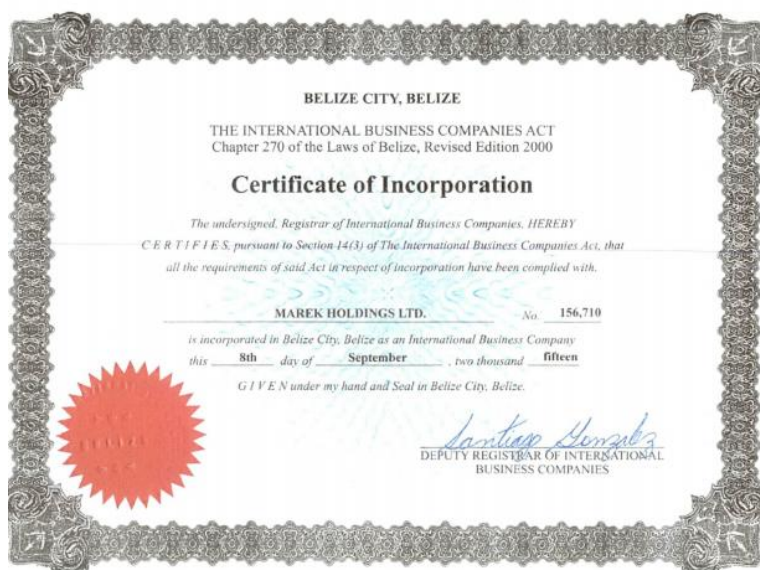 BELIZE CITY, BELIZE
THE INTERNATIONAL BUSINESS COMPANIES ACT
Chapter 270 of the Laws of Belize, Revised Edition 2000
Certificate of Incorporation
The undersigned, Registrar of International Business Companies, HEREBY
C E R T I F I E S, pursuant to Section 14(3) of The International Business Companies Act, that
all the requirements of said Act in respect of incorporation have been complied with,
MAREK HOLDINGS LTD. No. 156,710
is incorporated in Belize City, Belize as an International Business Company
this 8th day of September , two thousand fifteen
G I V E N under my hand and Seal in Belize City, Belize.
Santiago Gonzalez
DEPUTY REGISTRAR OF INTERNATIONAL
BUSINESS COMPANIES
BELIZE